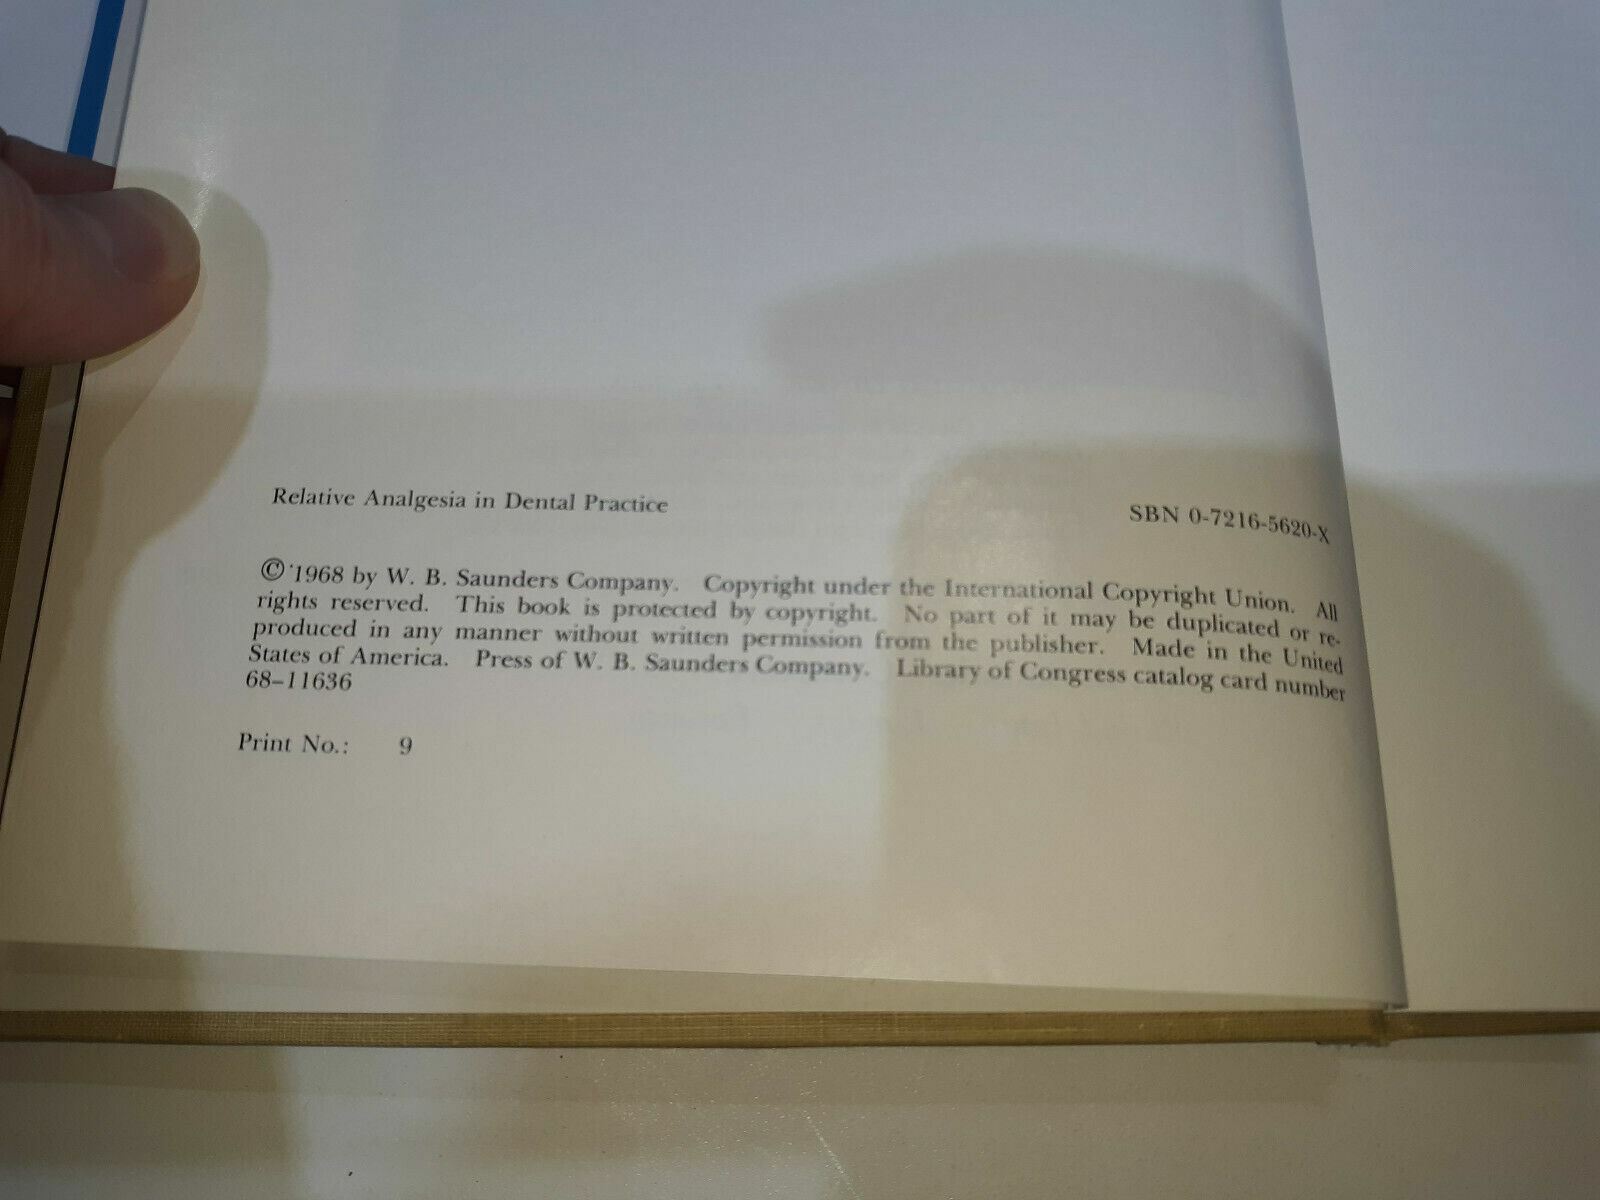 Relative Analgesia in Dental Practice
SBN 0-7216-5620-X
© 1968 by W. B. Saunders Company. Copyright under the International Copyright Union. All
rights reserved. This book is protected by copyright. No part of it may be duplicated or re-
produced in any manner without written permission from the publisher. Made in the United
States of America. Press of W. B. Saunders Company. Library of Congress catalog card number
68-11636
Print No.: 9